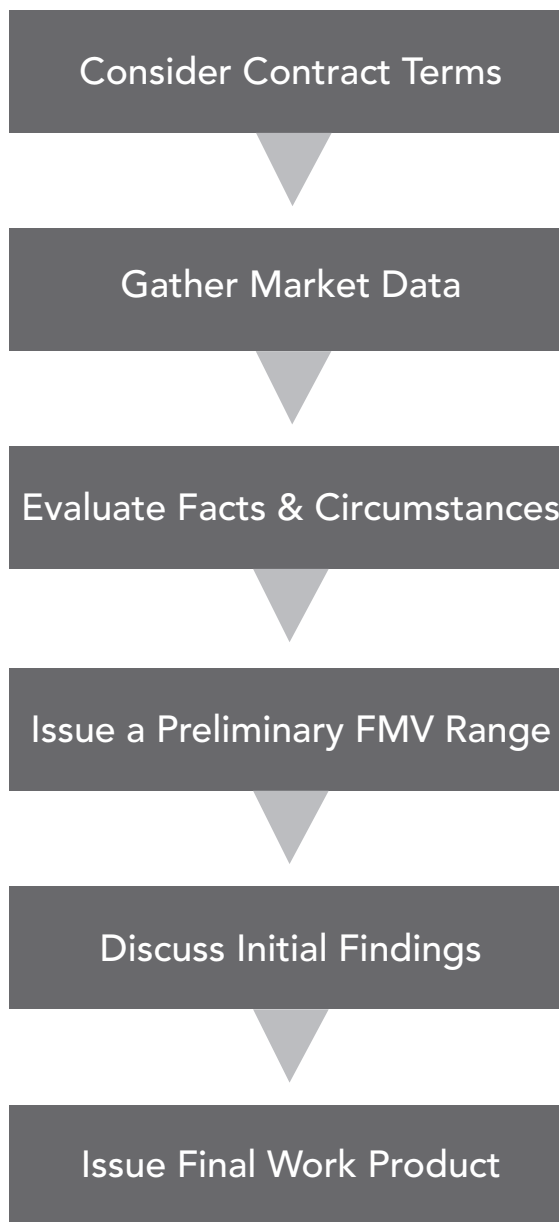 Consider Contract Terms
Gather Market Data
Evaluate Facts & Circumstances
Issue a Preliminary FMV Range
Discuss Initial Findings
Issue Final Work Product